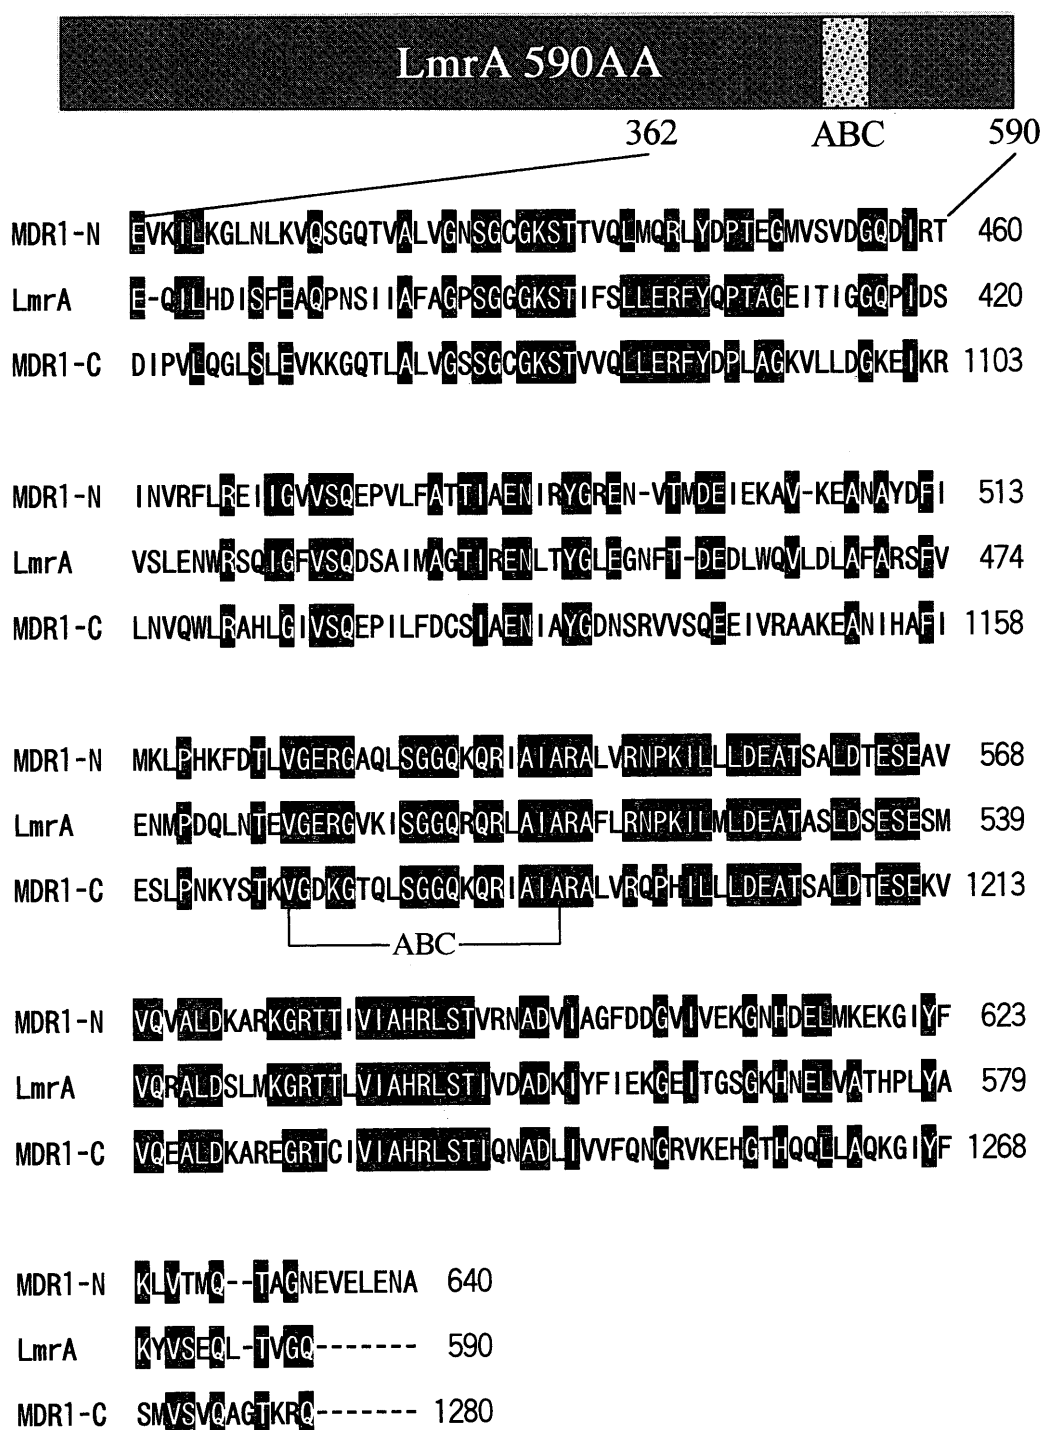 LmrA 590AA
362 ABC 590
MDR1-N EVKILKGLNLKVQSGQTVALVGNSGCGKSTTVQLMQRLYDPTEGMVSVDGQDIRT 460
LmrA E-QILHDISFEAQPNSIIAFAGPSGGGKSTIFSLLERFYQPTAGEITIGGQPIDS 420
MDR1-C DIPVLQGLSLEVKKGQTLALVGSSGCGKSTVVQLLERFYDPLAGKVLLDGKEIKR 1103
MDR1-N INVRFLREIIGVVSQEPVLFATTIAENIRYGREN-VTMDEIEKAV-KEANAYDFI 513
LmrA VSLENWRSQIGFVSQDSAIMAGTIRENLTYGLEGNFT-DEDLWQVLDLAFARSFV 474
MDR1-C LNVQWLRAHLGIVSQEPILFDCSIAENIAYGDNSRVVSQEEIVRAAKEANIHAFI 1158
MDR1-N MKLPHKFDTLVGERGAQLSGGQKQRIAIARALVRNPKILLLDEATSALDTESEAV 568
LmrA ENMPDQLNTEVGERGVKISGGQRQRLAIARAFLRNPKILMLDEATASLDSESESM 539
MDR1-C ESLPNKYSTKVGDKGTQLSGGQKQRIAIARALVRQPHILLLDEATSALDTESEKV 1213
ABC
MDR1-N VQVALDKARKGRTTIVIAHRLSTVRNADVIAGFDDGVIVEKGNHDELMKEKGIYF 623
LmrA VQRALDSLMKGRTTLVIAHRLSTIVDADKIYFIEKGEITGSGKHNELVATHPLYA 579
MDR1-C VQEALDKAREGRTCIVIAHRLSTIQNADLIVVFQNGRVKEHGTHQQLLAQKGIYF 1268
MDR1-N KLVTMQ--TAGNEVELENA 640
LmrA KYVSEQL-TVGQ------- 590
MDR1-C SMVSVQAGTKRQ------- 1280